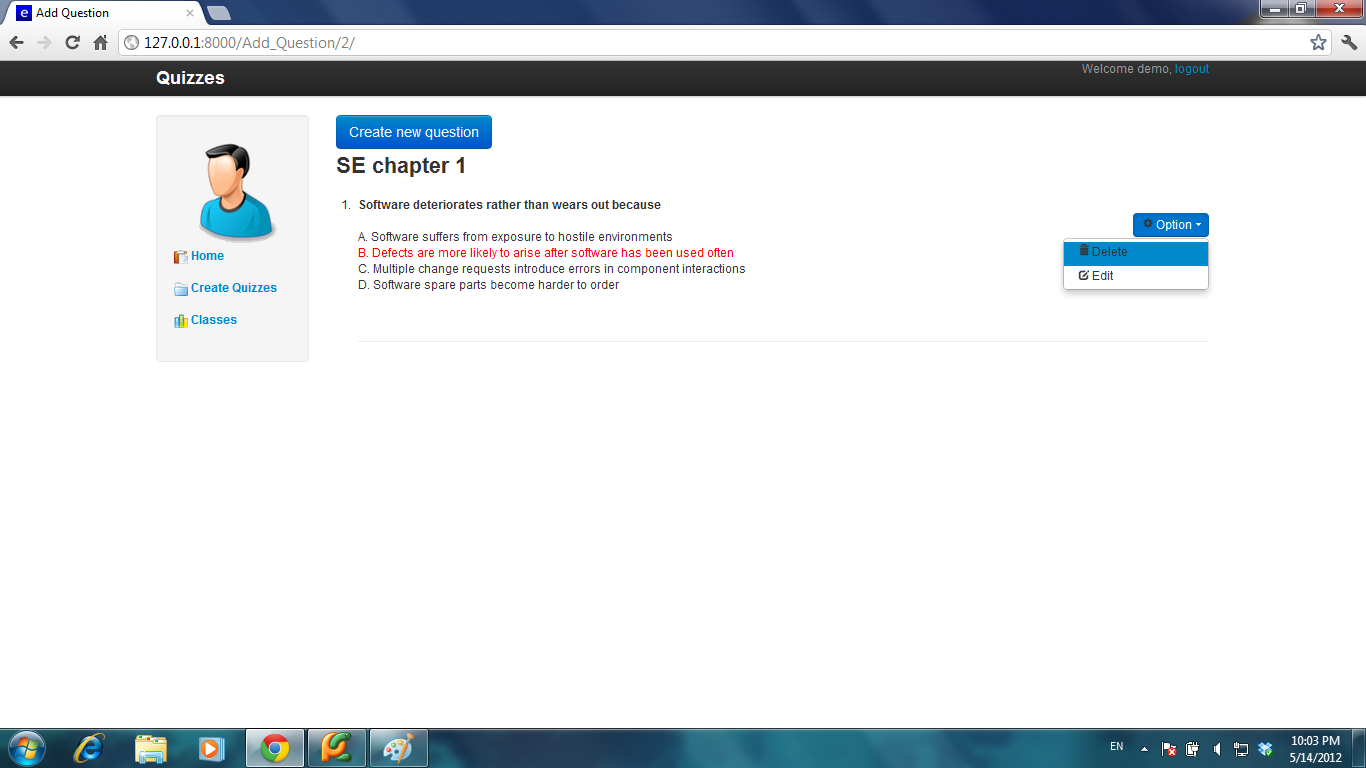 Add Question
127.0.0.1:8000/Add_Question/2/
Quizzes
Welcome demo, logout
Create new question
SE chapter 1
Home
Create Quizzes
Classes
1. Software deteriorates rather than wears out because
A. Software suffers from exposure to hostile environments
B. Defects are more likely to arise after software has been used often
C. Multiple change requests introduce errors in component interactions
D. Software spare parts become harder to order
Option
Delete
Edit
EN
10:03 PM
5/14/2012